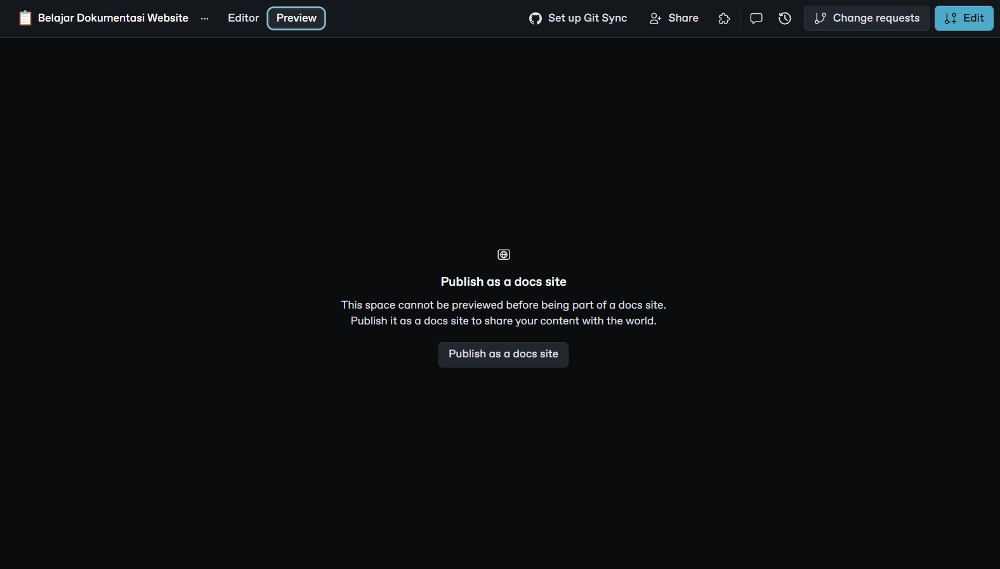 Belajar Dokumentasi Website ... Editor Preview Set up Git Sync Share Change requests Edit
Publish as a docs site
This space cannot be previewed before being part of a docs site.
Publish it as a docs site to share your content with the world.
Publish as a docs site